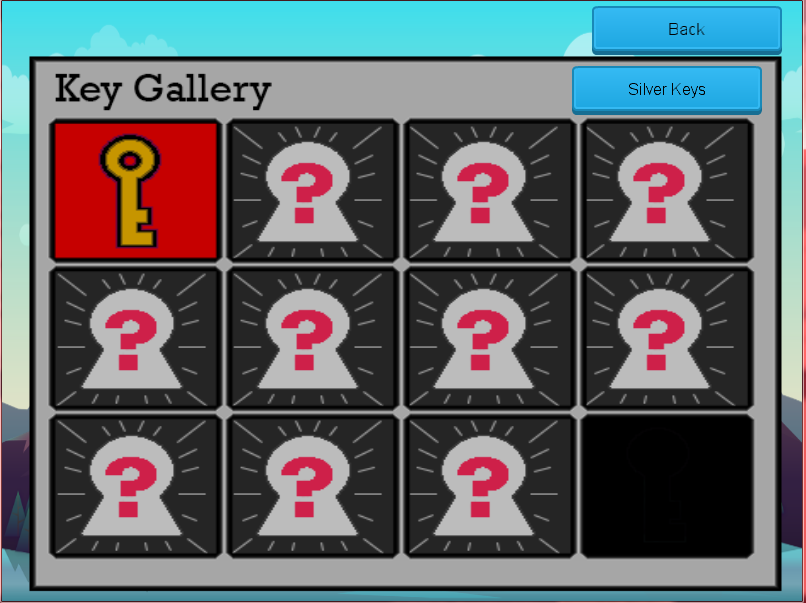 Back
Key Gallery
Silver Keys
? ? ?
? ? ? ?
? ? ?